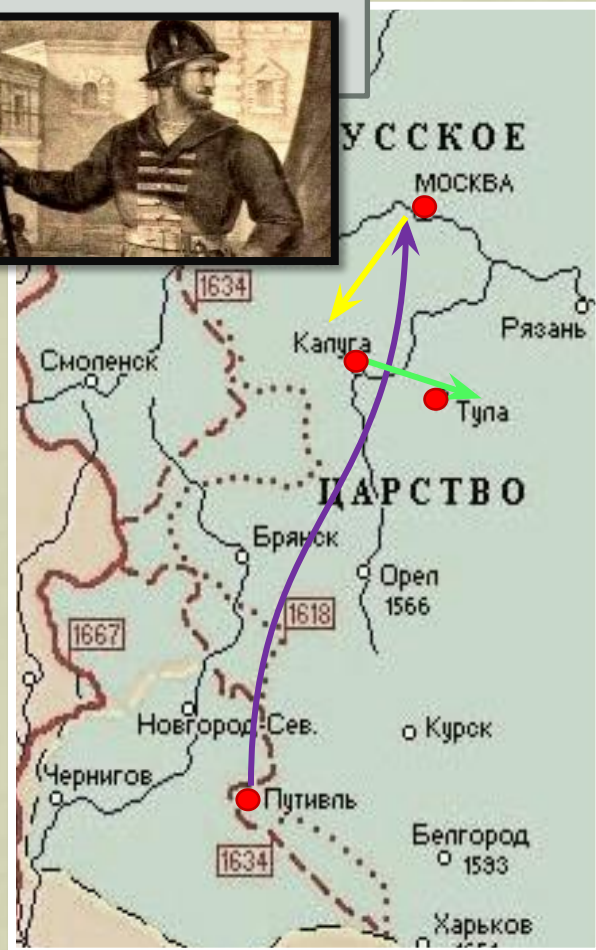 УССКОЕ
МОСКВА
1634
Калуга
Рязань
Смоленск
Тула
ЦАРСТВО
Брянск
Орел
1566
1618
1667
Новгород-Сев.
Курск
Чернигов
Путивль
Белгород
1593
1634
Харьков